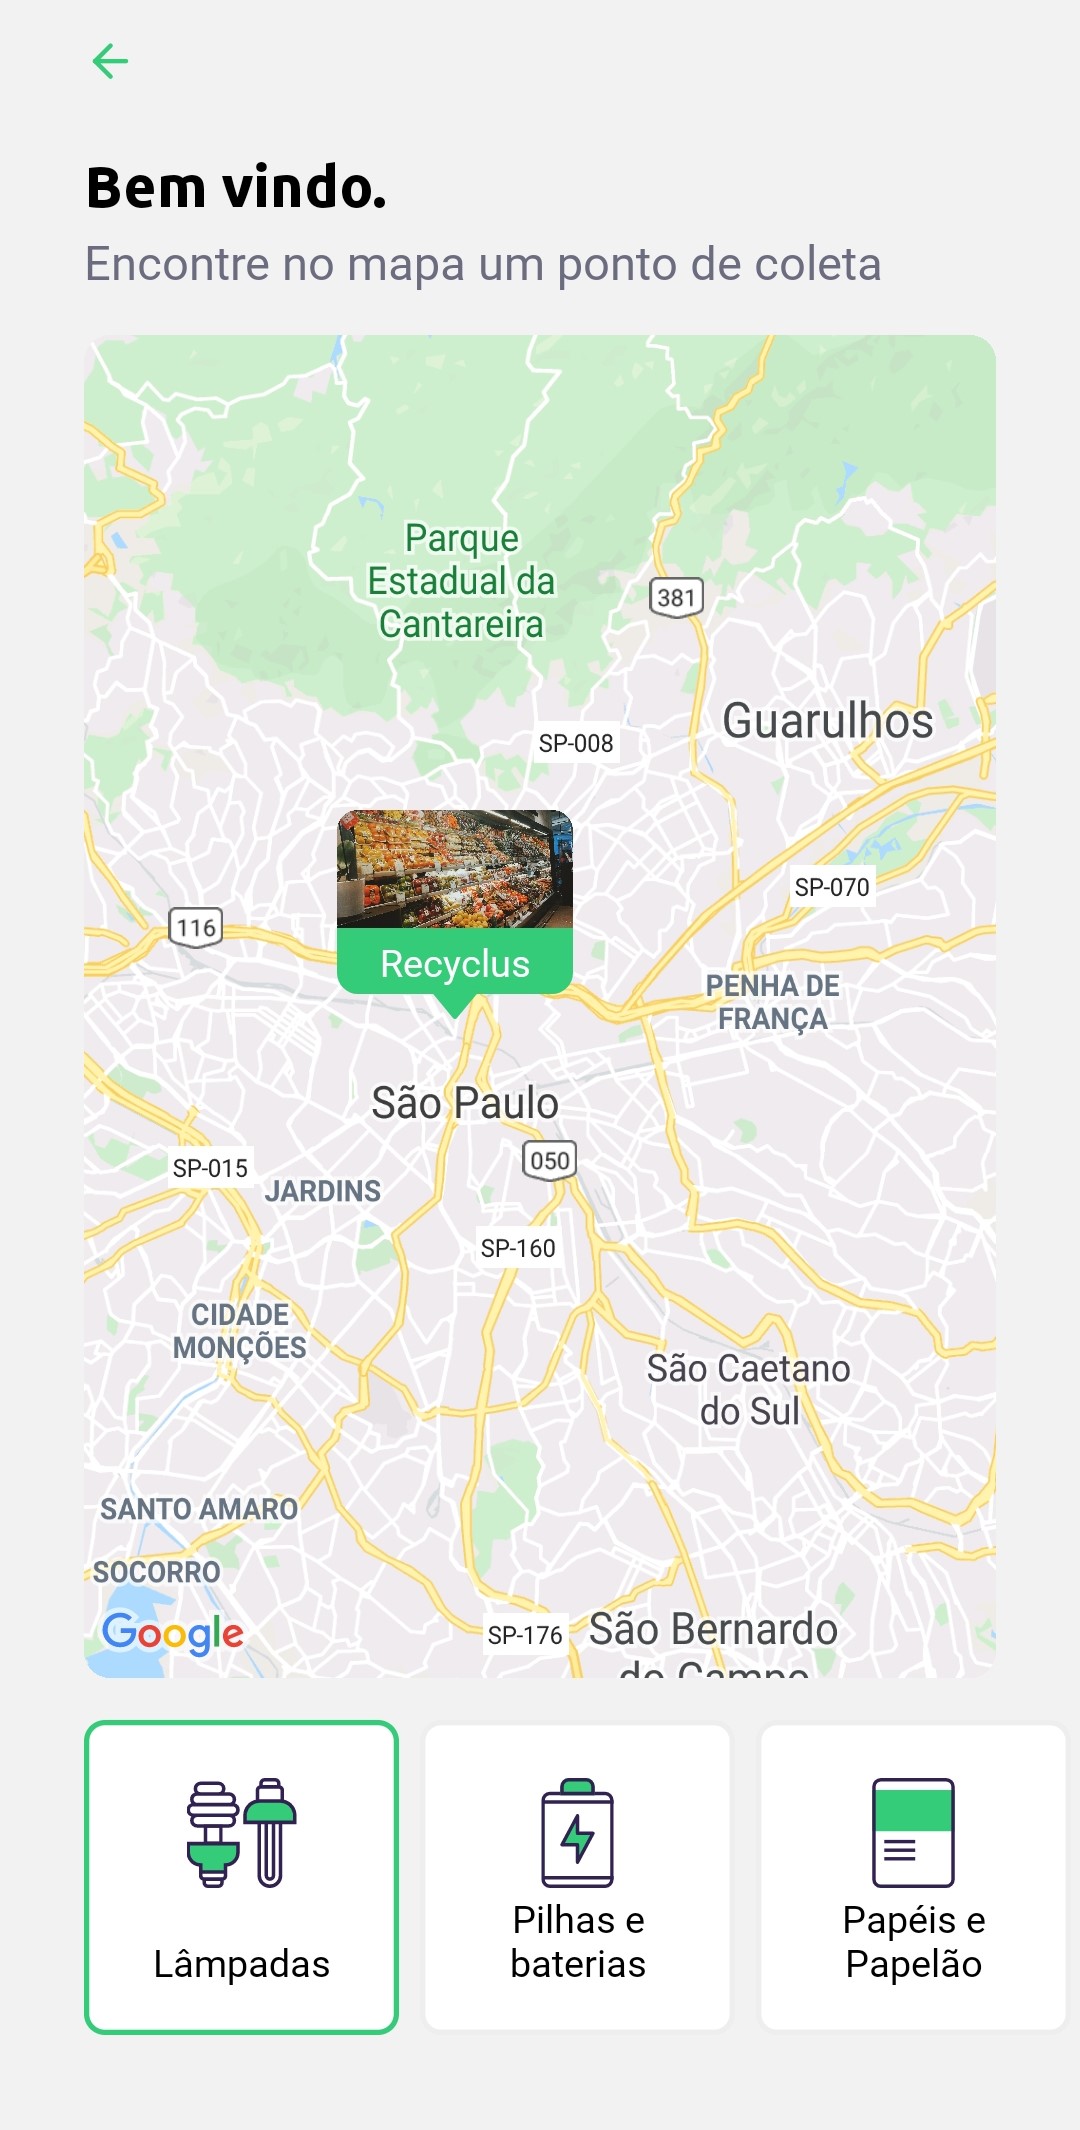 Bem vindo.
Encontre no mapa um ponto de coleta
Parque
Estadual da
Cantareira
381
Guarulhos
SP-008
SP-070
116
Recyclus
PENHA DE
FRANÇA
São Paulo
050
SP-015
JARDINS
SP-160
CIDADE
MONÇÕES
São Caetano
do Sul
SANTO AMARO
SOCORRO
Google
SP-176
São Bernardo
do Campo
Lâmpadas
Pilhas e
baterias
Papéis e
Papelão